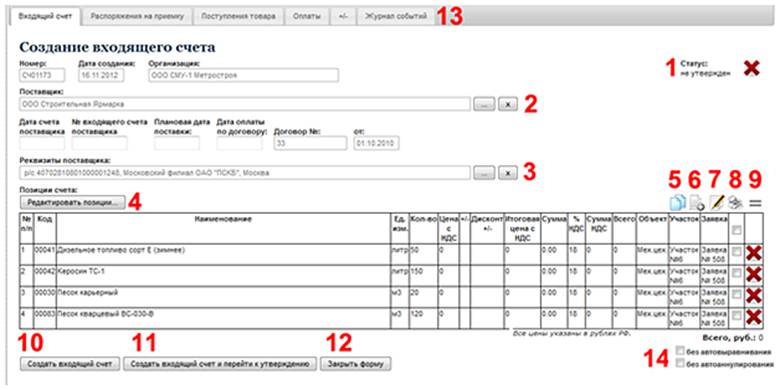 Входящий счет Распоряжения на приемку Поступления товара Оплаты +/- Журнал событий 13
Создание входящего счета
Номер: Дата создания: Организация:
СЧ01173 16.11.2012 ООО СМУ-1 Метрострой
1 Статус:
не утвержден
Поставщик:
ООО Строительная Ярмарка ... x 2
Дата счета поставщика № входящего счета поставщика Плановая дата поставки: Дата оплаты по договору: Договор №: от:
33 01.10.2010
Реквизиты поставщика:
р/с 40702810801000001248, Московский филиал ОАО "ПСКБ", Москва ... x 3
Позиции счета:
Редактировать позиции... 4
5 6 7 8 9
№ п/п Код Наименование Ед. изм. Кол-во Цена с НДС +/- Дисконт +/- Итоговая цена с НДС Сумма % НДС Сумма НДС Всего Объект Участок Заявка
1 00041 Дизельное топливо сорт Е (зимнее) литр 50 0 0 0.00 18 0 0 Мех.цех Участок №6 Заявка № 508
2 00042 Керосин ТС-1 литр 150 0 0 0.00 18 0 0 Мех.цех Участок №6 Заявка № 508
3 00030 Песок карьерный м3 20 0 0 0.00 18 0 0 Мех.цех Участок №6 Заявка № 508
4 00083 Песок кварцевый ВС-030-В м3 120 0 0 0.00 18 0 0 Мех.цех Участок №6 Заявка № 508
Все цены указаны в рублях РФ.
Всего, руб.: 0
10 11 12
Создать входящий счет Создать входящий счет и перейти к утверждению Закрыть форму
14 без автовыравнивания
без автоаннулирования